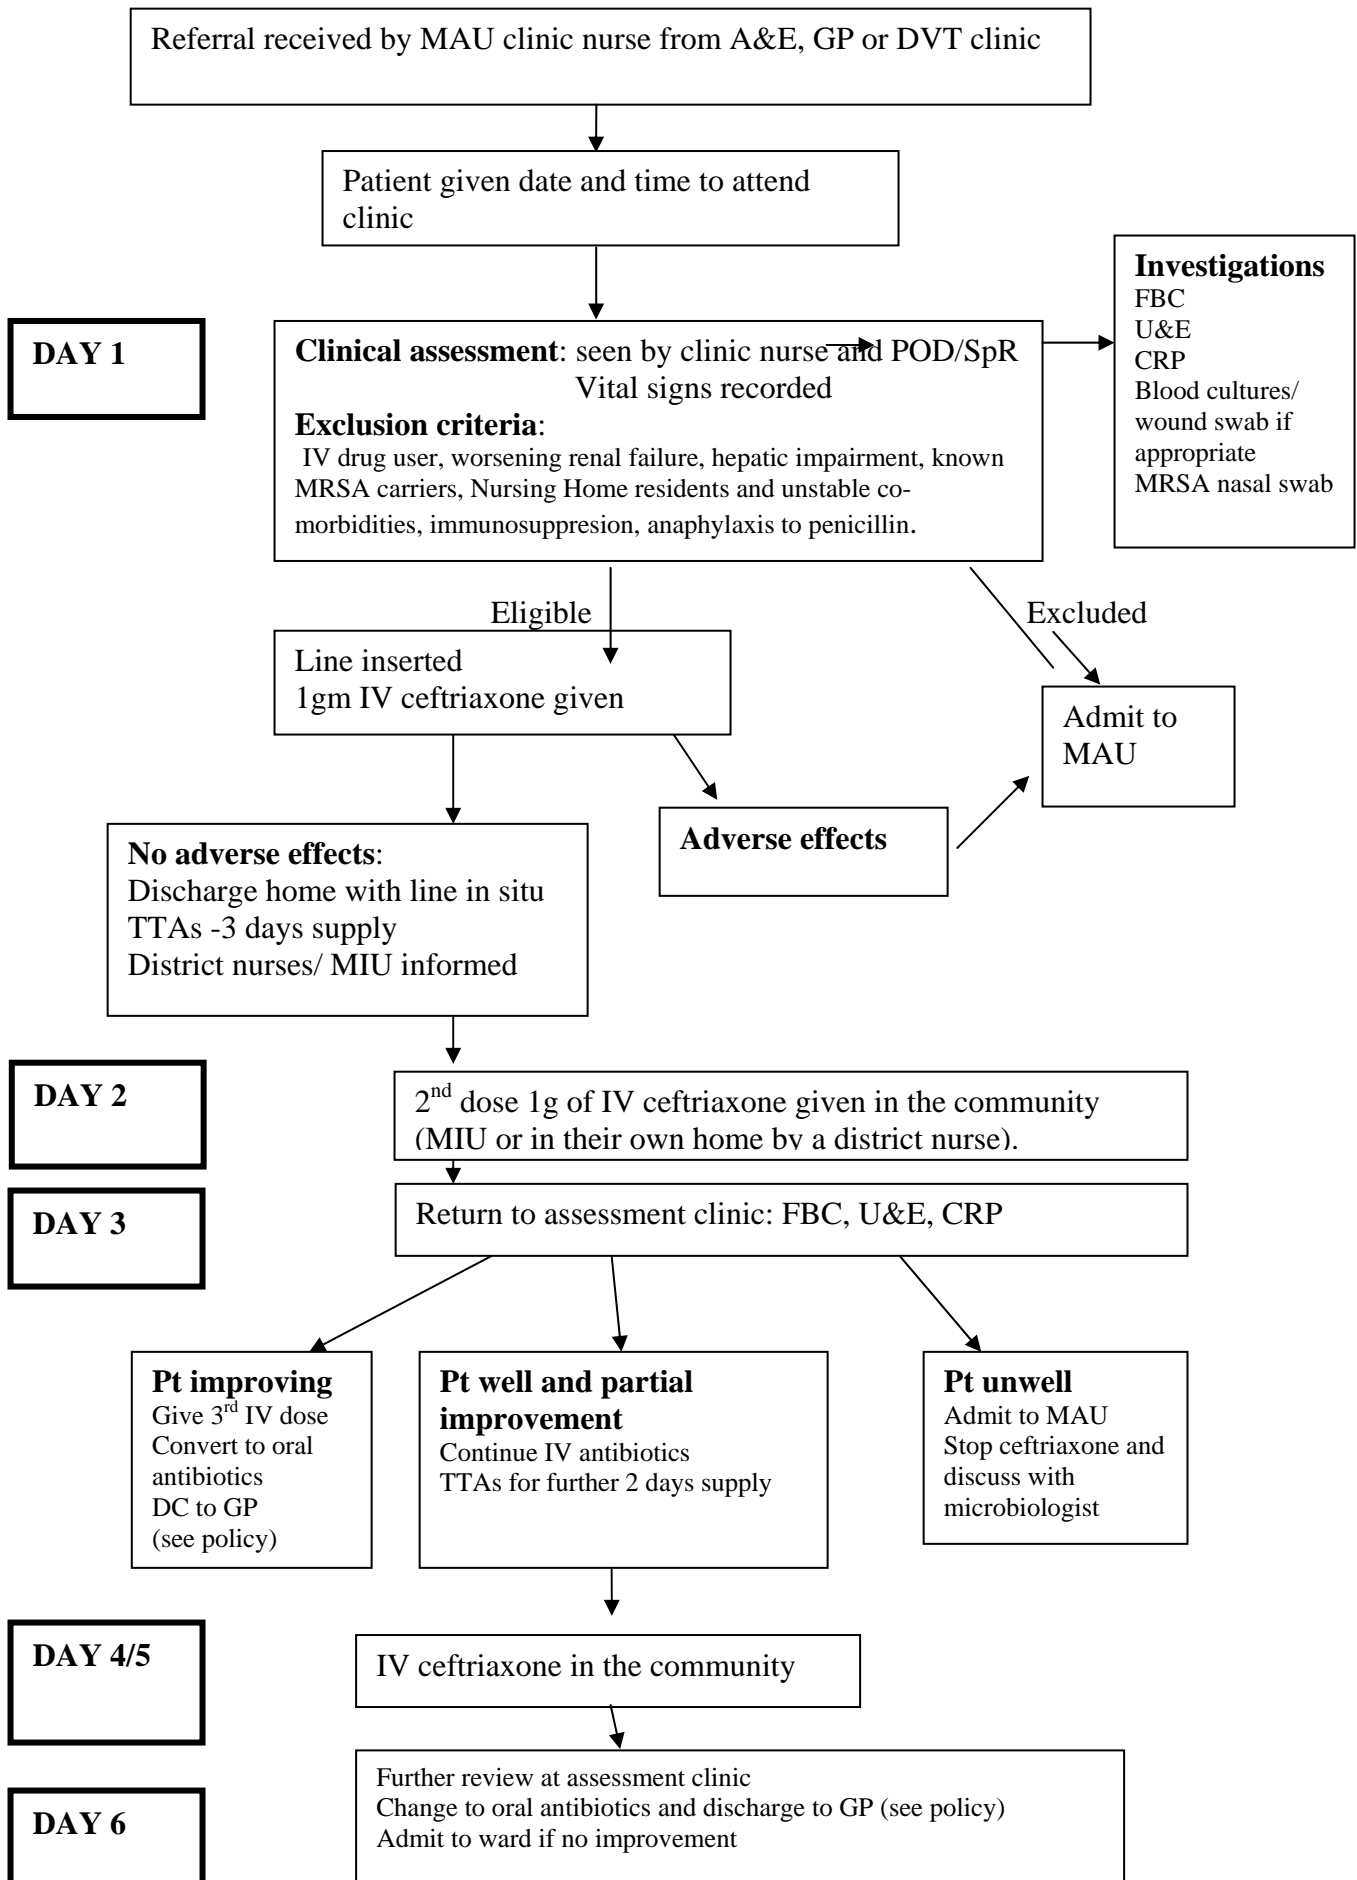 Referral received by MAU clinic nurse from A&E, GP or DVT clinic
Patient given date and time to attend
clinic
Investigations
FBC
U&E
CRP
Blood cultures/
wound swab if
appropriate
MRSA nasal swab
DAY 1
Clinical assessment: seen by clinic nurse and POD/SpR
Vital signs recorded
Exclusion criteria:
IV drug user, worsening renal failure, hepatic impairment, known
MRSA carriers, Nursing Home residents and unstable co-
morbidities, immunosuppresion, anaphylaxis to penicillin.
Eligible
Excluded
Line inserted
1gm IV ceftriaxone given
Admit to
MAU
Adverse effects
No adverse effects:
Discharge home with line in situ
TTAs -3 days supply
District nurses/ MIU informed
DAY 2
2nd dose 1g of IV ceftriaxone given in the community
(MIU or in their own home by a district nurse).
DAY 3
Return to assessment clinic: FBC, U&E, CRP
Pt improving
Give 3rd IV dose
Convert to oral
antibiotics
DC to GP
(see policy)
Pt well and partial
improvement
Continue IV antibiotics
TTAs for further 2 days supply
Pt unwell
Admit to MAU
Stop ceftriaxone and
discuss with
microbiologist
DAY 4/5
IV ceftriaxone in the community
DAY 6
Further review at assessment clinic
Change to oral antibiotics and discharge to GP (see policy)
Admit to ward if no improvement